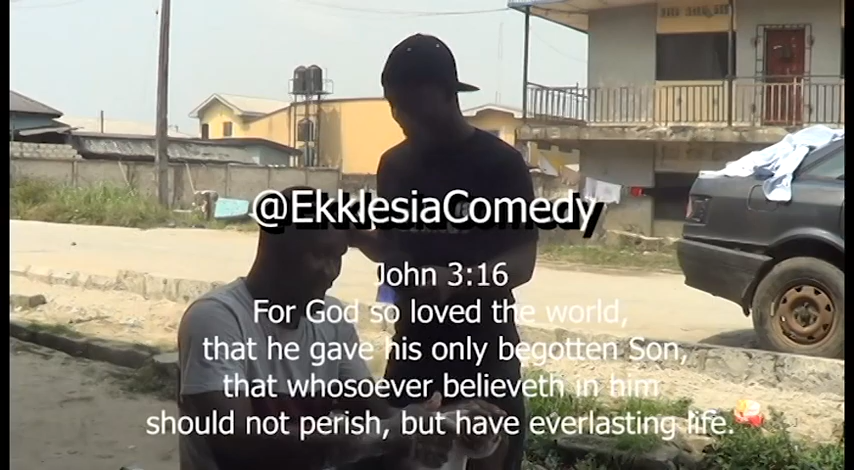 @EkklesiaComedy
John 3:16
For God so loved the world,
that he gave his only begotten Son,
that whosoever believeth in him
should not perish, but have everlasting life.